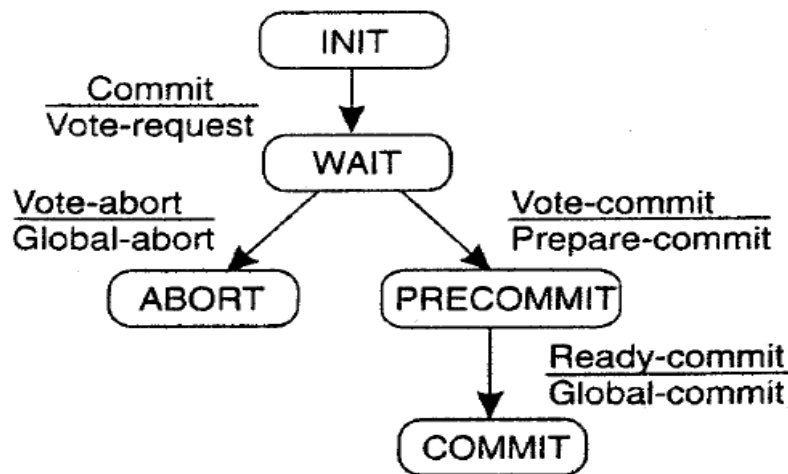 INIT
Commit
Vote-request
WAIT
Vote-abort
Global-abort
Vote-commit
Prepare-commit
ABORT
PRECOMMIT
Ready-commit
Global-commit
COMMIT